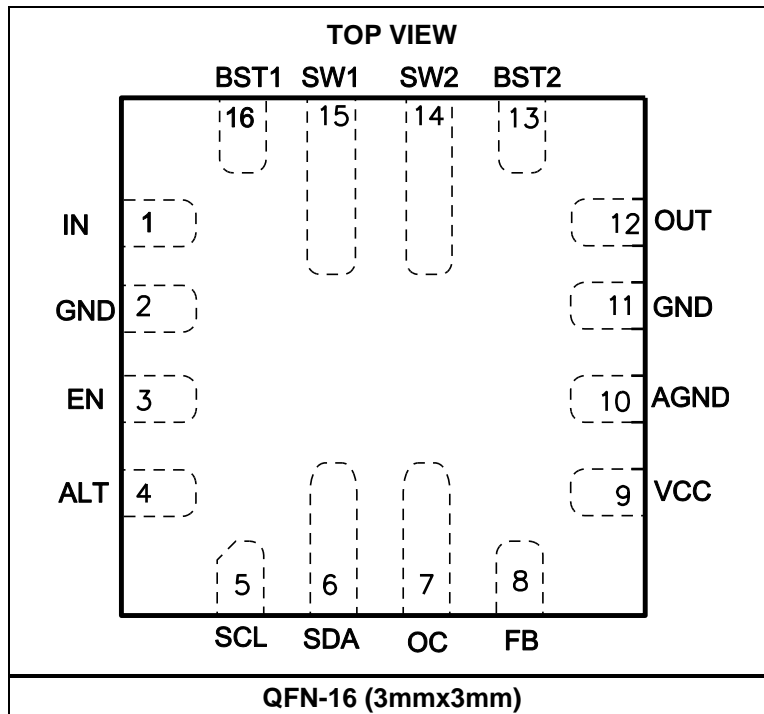 TOP VIEW
BST1 SW1 SW2 BST2
16 15 14 13
IN 1 12 OUT
GND 2 11 GND
EN 3 10 AGND
ALT 4 9 VCC
5 6 7 8
SCL SDA OC FB
QFN-16 (3mmx3mm)